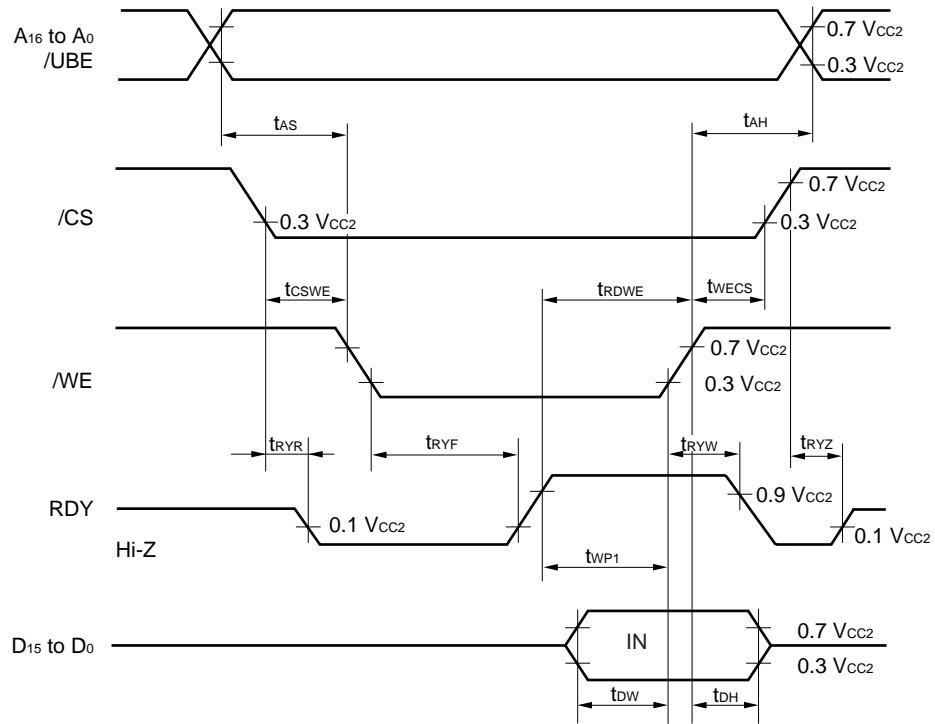 A16 to A0
/UBE
0.7 VCC2
0.3 VCC2
tAS
tAH
/CS
0.3 VCC2
0.7 VCC2
0.3 VCC2
tCSWE
tRDWE
tWECS
/WE
0.7 VCC2
0.3 VCC2
tRYR
tRYF
tRYW
tRYZ
RDY
0.1 VCC2
0.9 VCC2
0.1 VCC2
Hi-Z
tWP1
D15 to D0
IN
0.7 VCC2
0.3 VCC2
tDW
tDH